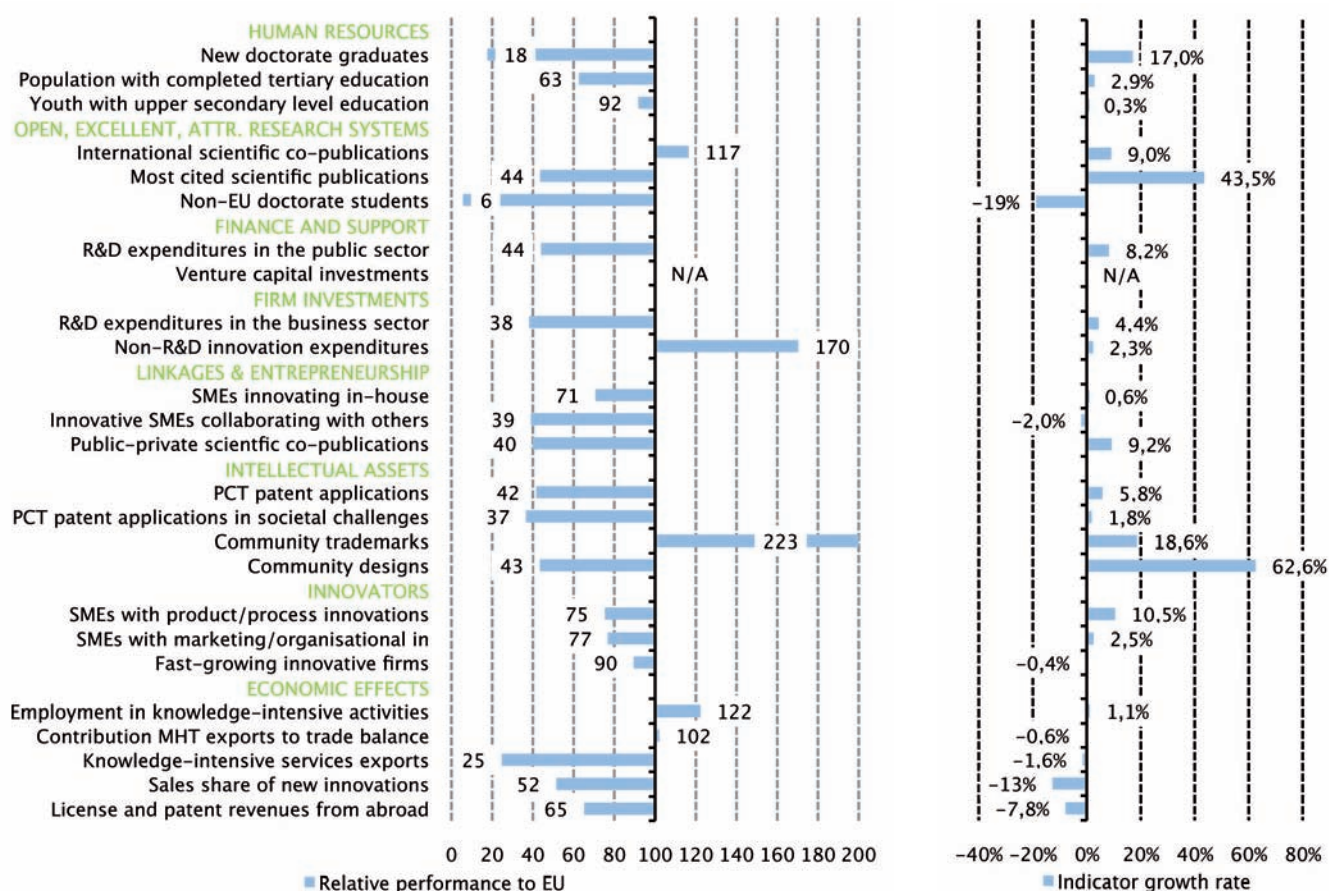 HUMAN RESOURCES
New doctorate graduates 18 17,0%
Population with completed tertiary education 63 2,9%
Youth with upper secondary level education 92 0,3%
OPEN, EXCELLENT, ATTR. RESEARCH SYSTEMS
International scientific co-publications 117 9,0%
Most cited scientific publications 44 43,5%
Non-EU doctorate students 6 -19%
FINANCE AND SUPPORT
R&D expenditures in the public sector 44 8,2%
Venture capital investments N/A N/A
FIRM INVESTMENTS
R&D expenditures in the business sector 38 4,4%
Non-R&D innovation expenditures 170 2,3%
LINKAGES & ENTREPRENEURSHIP
SMEs innovating in-house 71 0,6%
Innovative SMEs collaborating with others 39 -2,0%
Public-private scientfic co-publications 40 9,2%
INTELLECTUAL ASSETS
PCT patent applications 42 5,8%
PCT patent applications in societal challenges 37 1,8%
Community trademarks 223 18,6%
Community designs 43 62,6%
INNOVATORS
SMEs with product/process innovations 75 10,5%
SMEs with marketing/organisational in 77 2,5%
Fast-growing innovative firms 90 -0,4%
ECONOMIC EFFECTS
Employment in knowledge-intensive activities 122 1,1%
Contribution MHT exports to trade balance 102 -0,6%
Knowledge-intensive services exports 25 -1,6%
Sales share of new innovations 52 -13%
License and patent revenues from abroad 65 -7,8%
0 20 40 60 80 100 120 140 160 180 200 -40% -20% 0% 20% 40% 60% 80%
Relative performance to EU Indicator growth rate